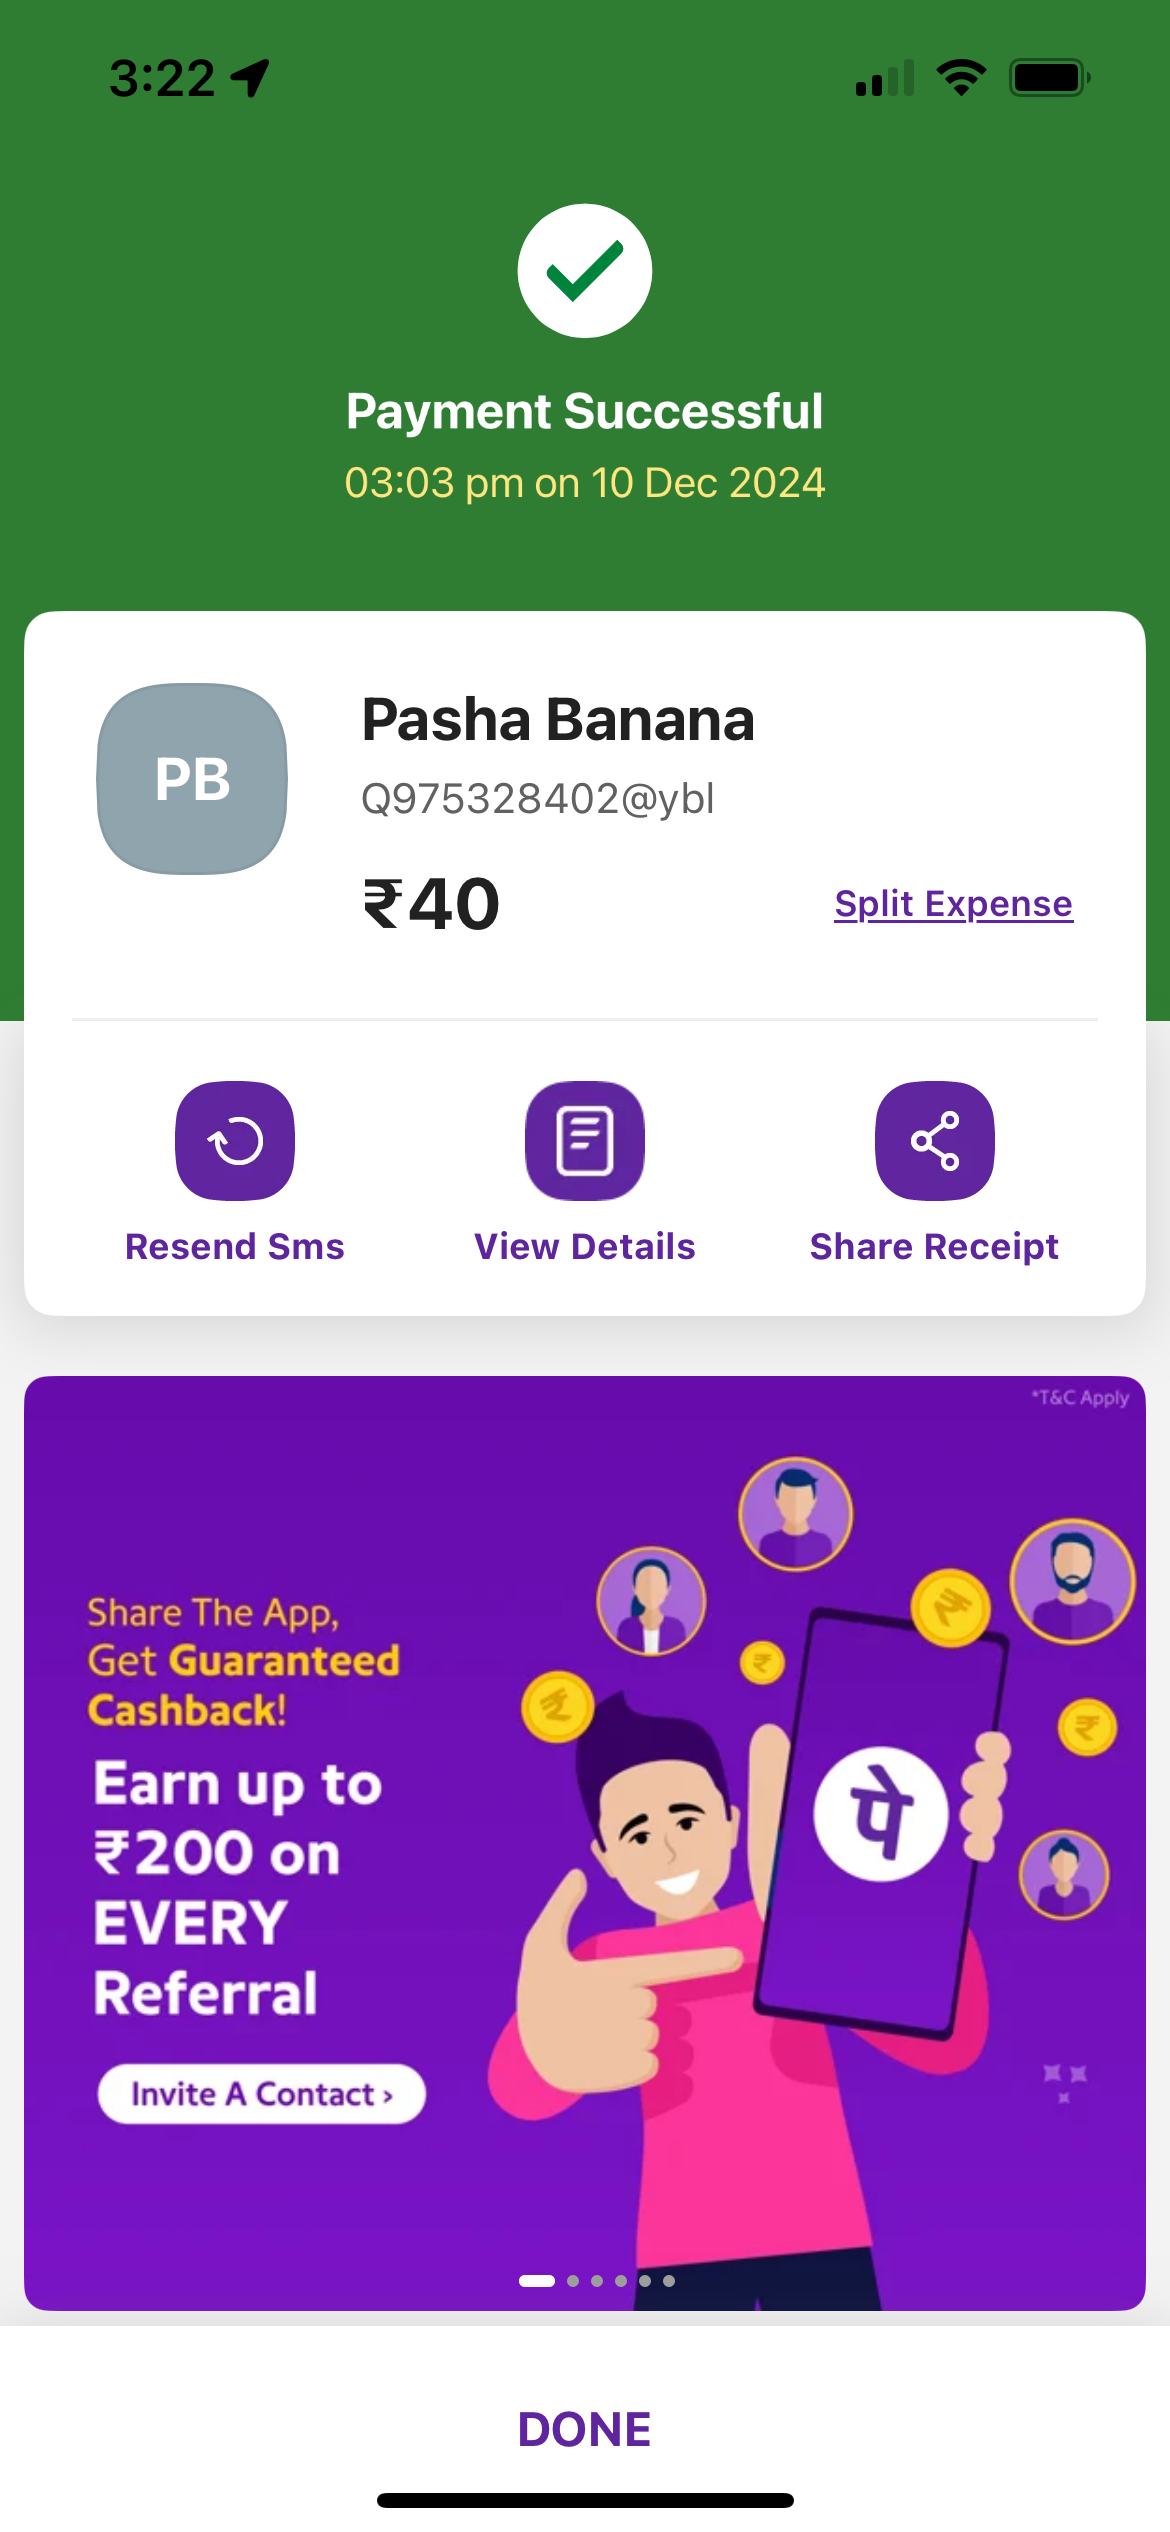 3:22
Payment Successful
03:03 pm on 10 Dec 2024
PB
Pasha Banana
Q975328402@ybl
₹40
Split Expense
Resend Sms
View Details
Share Receipt
*T&C Apply
Share The App,
Get Guaranteed
Cashback!
Earn up to
₹200 on
EVERY
Referral
Invite A Contact ›
₹
₹
₹
₹
पे
DONE